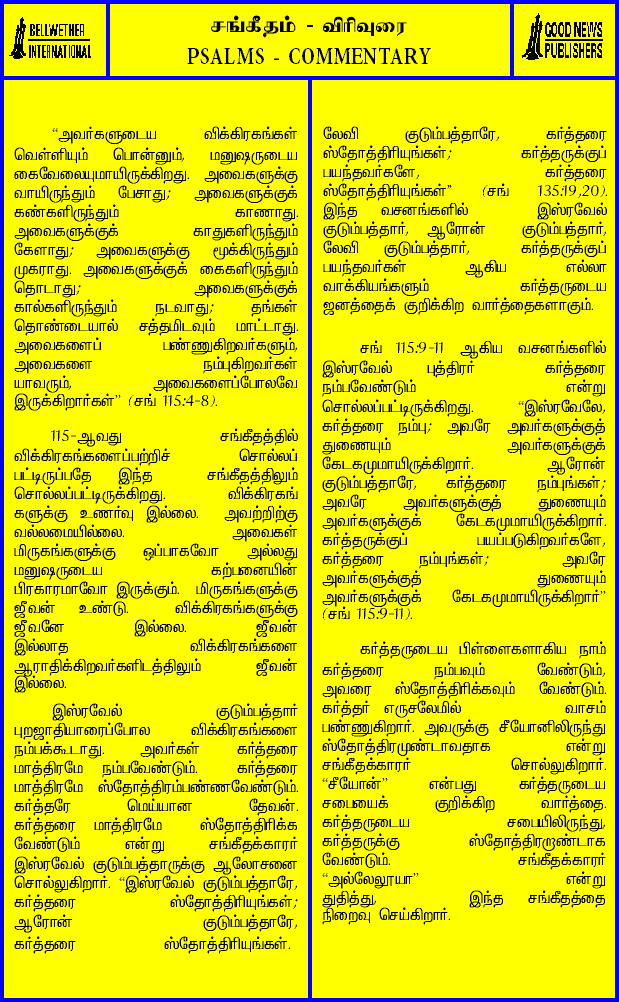 BELLWETHER
INTERNATIONAL
சங்கீதம் - விரிவுரை
PSALMS - COMMENTARY
GOOD NEWS
PUBLISHERS
“அவர்களுடைய விக்கிரகங்கள்
வெள்ளியும் பொன்னும், மனுஷருடைய
கைவேலையுமாயிருக்கிறது. அவைகளுக்கு
வாயிருந்தும் பேசாது; அவைகளுக்குக்
கண்களிருந்தும் காணாது.
அவைகளுக்குக் காதுகளிருந்தும்
கேளாது; அவைகளுக்கு மூக்கிருந்தும்
முகராது. அவைகளுக்குக் கைகளிருந்தும்
தொடாது; அவைகளுக்குக்
கால்களிருந்தும் நடவாது; தங்கள்
தொண்டையால் சத்தமிடவும் மாட்டாது.
அவைகளைப் பண்ணுகிறவர்களும்,
அவைகளை நம்புகிறவர்கள்
யாவரும், அவைகளைப்போலவே
இருக்கிறார்கள்” (சங் 115:4-8).
115-ஆவது சங்கீதத்தில்
விக்கிரகங்களைப்பற்றிச் சொல்லப்
பட்டிருப்பதே இந்த சங்கீதத்திலும்
சொல்லப்பட்டிருக்கிறது. விக்கிரகங்
களுக்கு உணர்வு இல்லை. அவற்றிற்கு
வல்லமையில்லை. அவைகள்
மிருகங்களுக்கு ஒப்பாகவோ அல்லது
மனுஷருடைய கற்பனையின்
பிரகாரமாவோ இருக்கும். மிருகங்களுக்கு
ஜீவன் உண்டு. விக்கிரகங்களுக்கு
ஜீவனே இல்லை. ஜீவன்
இல்லாத விக்கிரகங்களை
ஆராதிக்கிறவர்களிடத்திலும் ஜீவன்
இல்லை.
இஸ்ரவேல் குடும்பத்தார்
புறஜாதியாரைப்போல விக்கிரகங்களை
நம்பக்கூடாது. அவர்கள் கர்த்தரை
மாத்திரமே நம்பவேண்டும். கர்த்தரை
மாத்திரமே ஸ்தோத்திரம்பண்ணவேண்டும்.
கர்த்தரே மெய்யான தேவன்.
கர்த்தரை மாத்திரமே ஸ்தோத்திரிக்க
வேண்டும் என்று சங்கீதக்காரர்
இஸ்ரவேல் குடும்பத்தாருக்கு ஆலோசனை
சொல்லுகிறார். “இஸ்ரவேல் குடும்பத்தாரே,
கர்த்தரை ஸ்தோத்திரியுங்கள்;
ஆரோன் குடும்பத்தாரே,
கர்த்தரை ஸ்தோத்திரியுங்கள்.
லேவி குடும்பத்தாரே, கர்த்தரை
ஸ்தோத்திரியுங்கள்; கர்த்தருக்குப்
பயந்தவர்களே, கர்த்தரை
ஸ்தோத்திரியுங்கள்” (சங் 135:19,20).
இந்த வசனங்களில் இஸ்ரவேல்
குடும்பத்தார், ஆரோன் குடும்பத்தார்,
லேவி குடும்பத்தார், கர்த்தருக்குப்
பயந்தவர்கள் ஆகிய எல்லா
வாக்கியங்களும் கர்த்தருடைய
ஜனத்தைக் குறிக்கிற வார்த்தைகளாகும்.
சங் 115:9-11 ஆகிய வசனங்களில்
இஸ்ரவேல் புத்திரர் கர்த்தரை
நம்பவேண்டும் என்று
சொல்லப்பட்டிருக்கிறது. “இஸ்ரவேலே,
கர்த்தரை நம்பு; அவரே அவர்களுக்குத்
துணையும் அவர்களுக்குக்
கேடகமுமாயிருக்கிறார். ஆரோன்
குடும்பத்தாரே, கர்த்தரை நம்புங்கள்;
அவரே அவர்களுக்குத் துணையும்
அவர்களுக்குக் கேடகமுமாயிருக்கிறார்.
கர்த்தருக்குப் பயப்படுகிறவர்களே,
கர்த்தரை நம்புங்கள்; அவரே
அவர்களுக்குத் துணையும்
அவர்களுக்குக் கேடகமுமாயிருக்கிறார்”
(சங் 115:9-11).
கர்த்தருடைய பிள்ளைகளாகிய நாம்
கர்த்தரை நம்பவும் வேண்டும்,
அவரை ஸ்தோத்திரிக்கவும் வேண்டும்.
கர்த்தர் எருசலேமில் வாசம்
பண்ணுகிறார். அவருக்கு சீயோனிலிருந்து
ஸ்தோத்திரமுண்டாவதாக என்று
சங்கீதக்காரர் சொல்லுகிறார்.
“சீயோன்” என்பது கர்த்தருடைய
சபையைக் குறிக்கிற வார்த்தை.
கர்த்தருடைய சபையிலிருந்து,
கர்த்தருக்கு ஸ்தோத்திரமுண்டாக
வேண்டும். சங்கீதக்காரர்
“அல்லேலூயா” என்று
துதித்து, இந்த சங்கீதத்தை
நிறைவு செய்கிறார்.